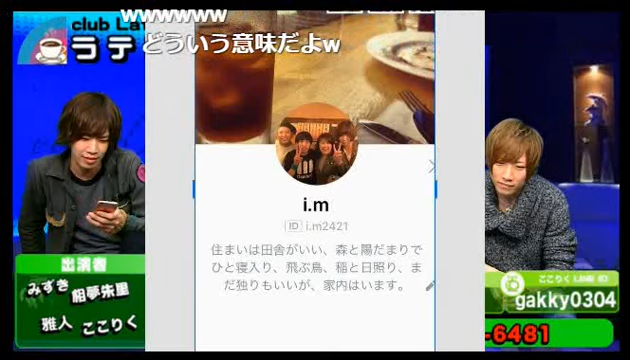 wwwwww
club La
ラテ
どういう意味だよw
i.m
ID i.m2421
住まいは田舎がいい、森と陽だまりで
ひと寝入り、飛ぶ鳥、稲と日照り、ま
だ独りもいいが、家内はいます。
出演者
みずき 相夢朱里
雅人 ここりく
ここりく LINE ID
gakky0304
-6481